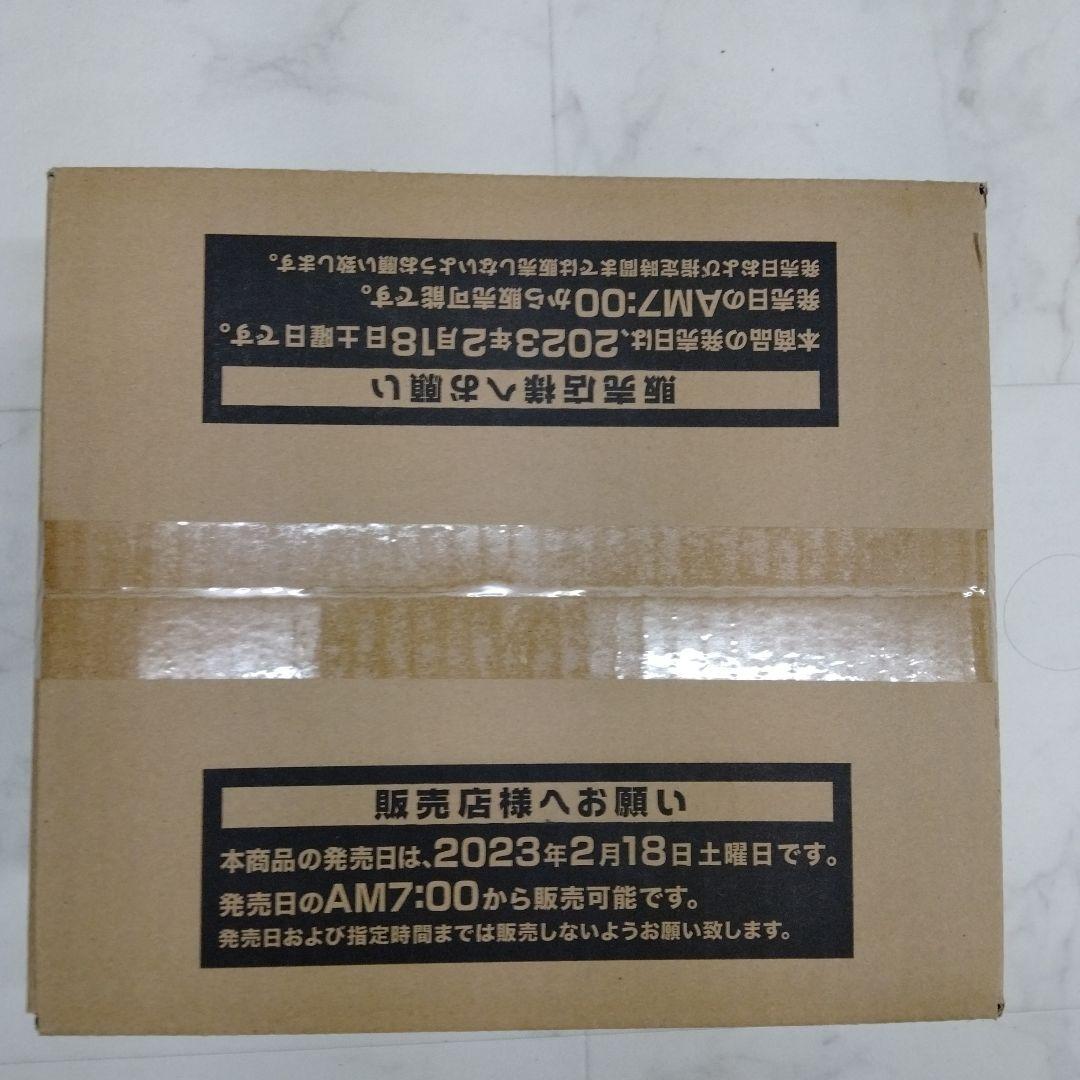 販売店様へお願い
本商品の発売日は、2023年2月18日土曜日です。
発売日のAM7:00から販売可能です。
発売日および指定時間までは販売しないようお願い致します。
販売店様へお願い
本商品の発売日は、2023年2月18日土曜日です。
発売日のAM7:00から販売可能です。
発売日および指定時間までは販売しないようお願い致します。